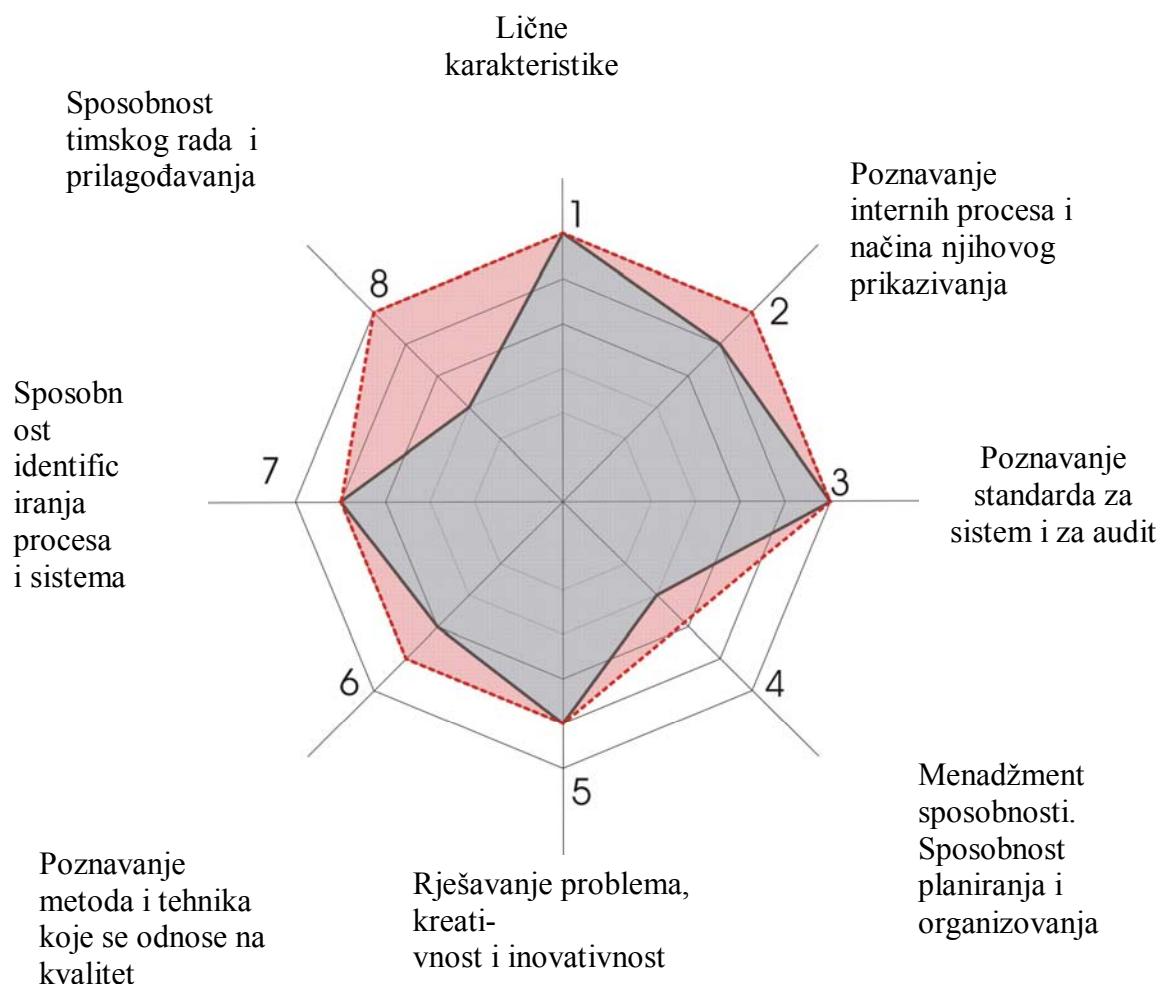 Lične
karakteristike
Sposobnost
timskog rada  i
prilagođavanja
Poznavanje
internih procesa i
načina njihovog
prikazivanja
1
8
2
Sposobn
ost
identific
iranja
procesa
i sistema
7
3
Poznavanje
standarda za
sistem i za audit
6
4
5
Menadžment
sposobnosti.
Sposobnost
planiranja i
organizovanja
Poznavanje
metoda i tehnika
koje se odnose na
kvalitet
Rješavanje problema,
kreati-
vnost i inovativnost